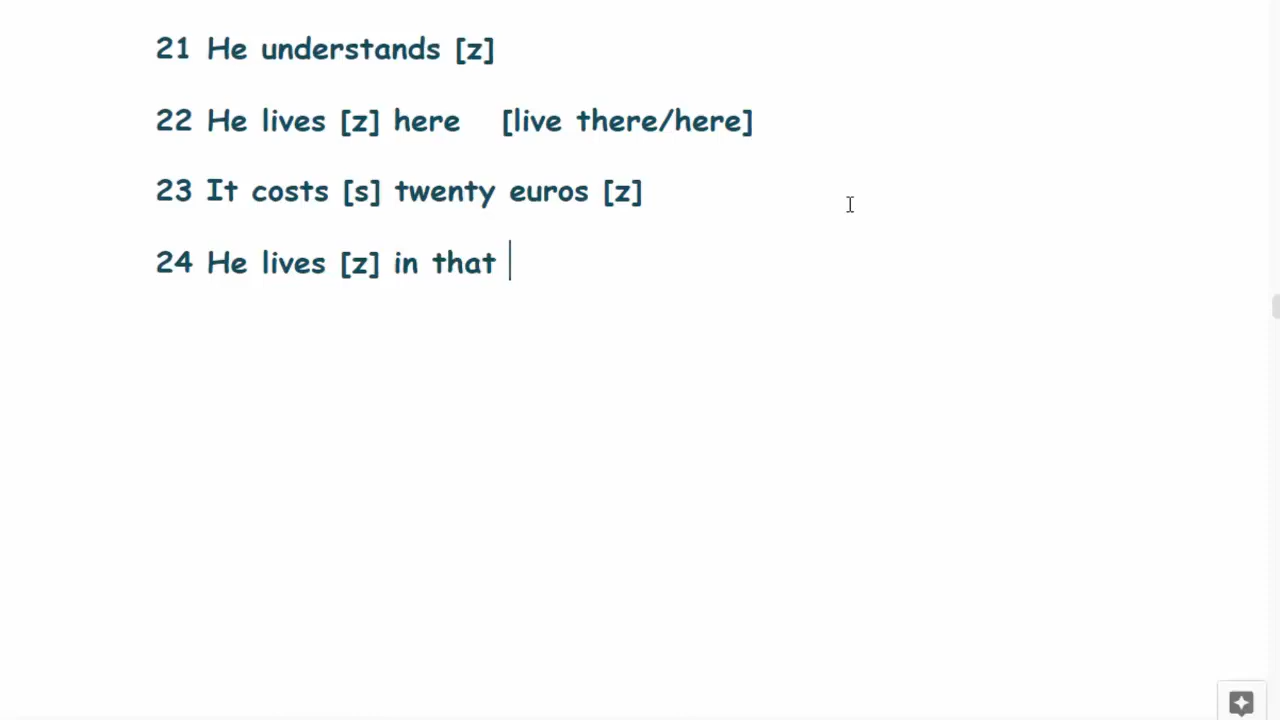 21 He understands [z]
22 He lives [z] here [live there/here]
23 It costs [s] twenty euros [z]
24 He lives [z] in that